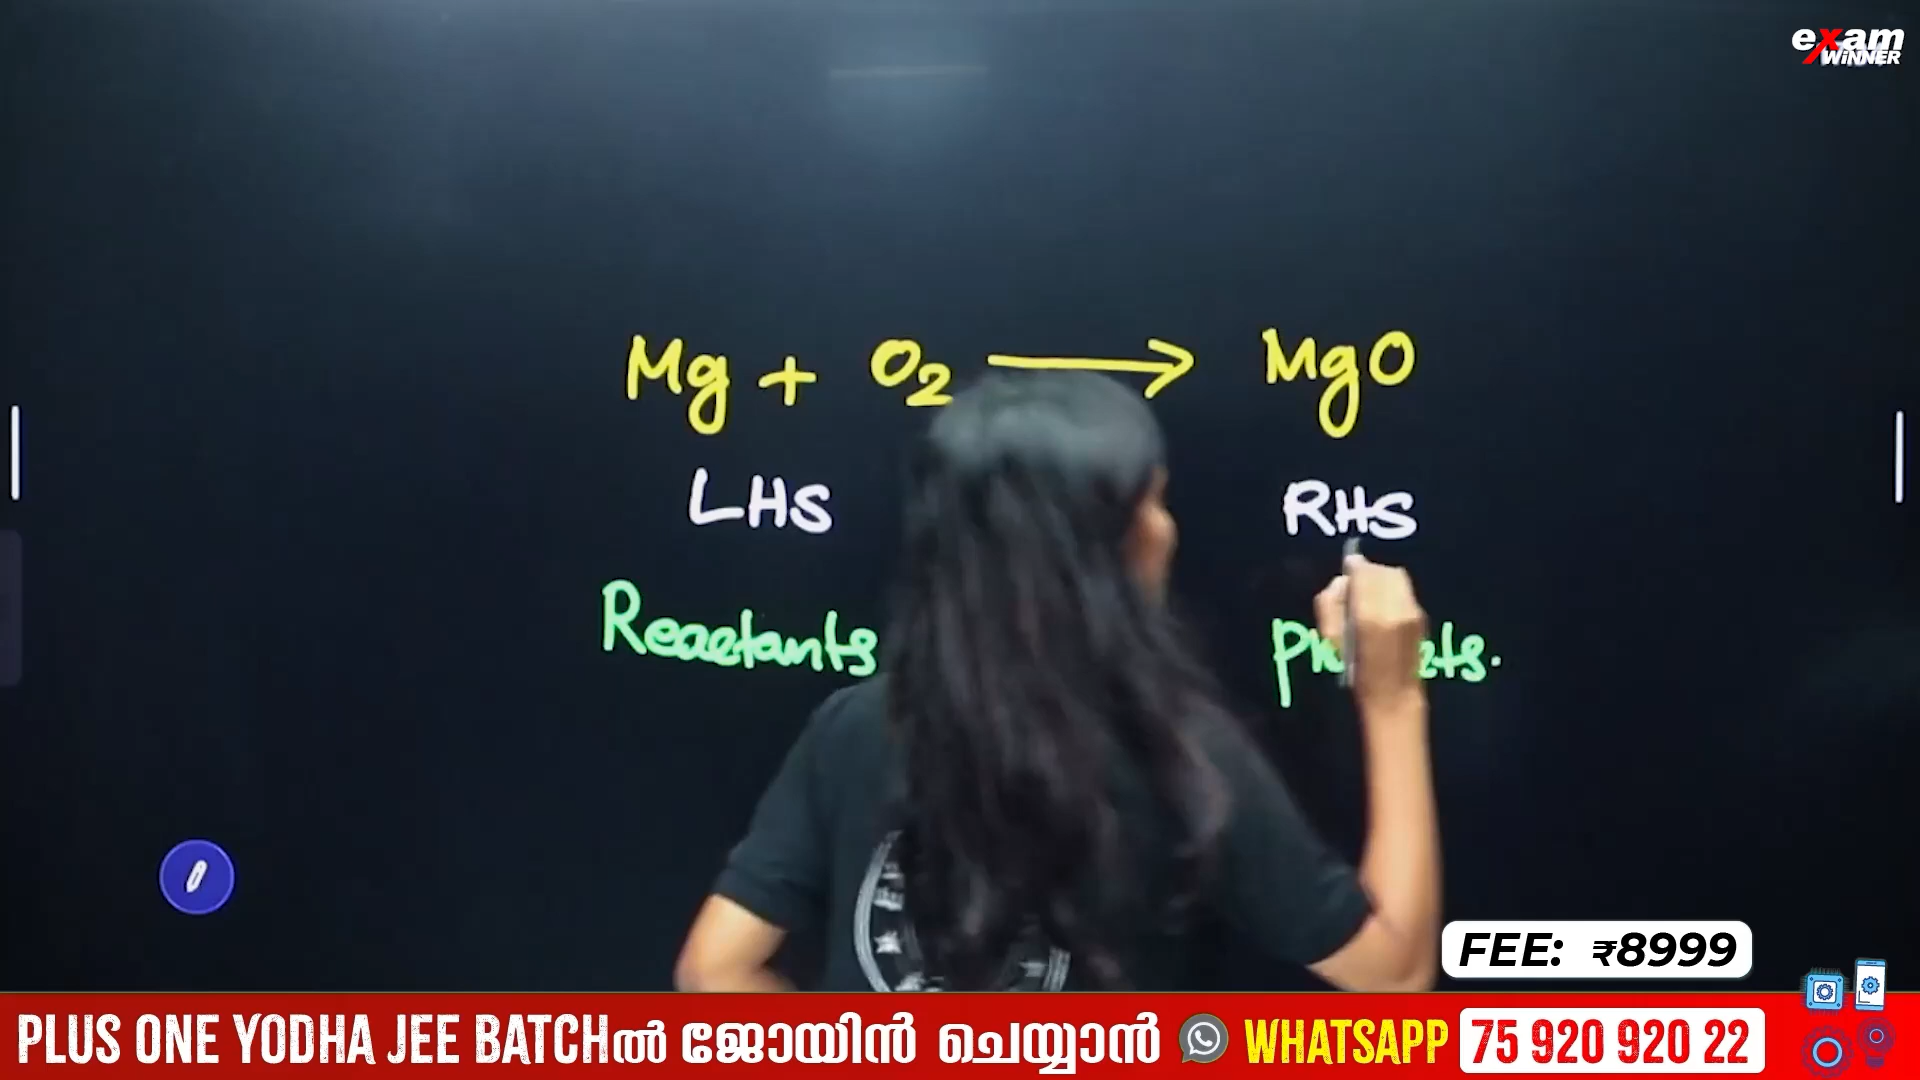 exam
WINNER
Mg + O2 → MgO
LHS RHS
Reactants
FEE: ₹8999
PLUS ONE YODHA JEE BATCHൽ ജോയിൻ ചെയ്യാൻ WHATSAPP 75 920 920 22